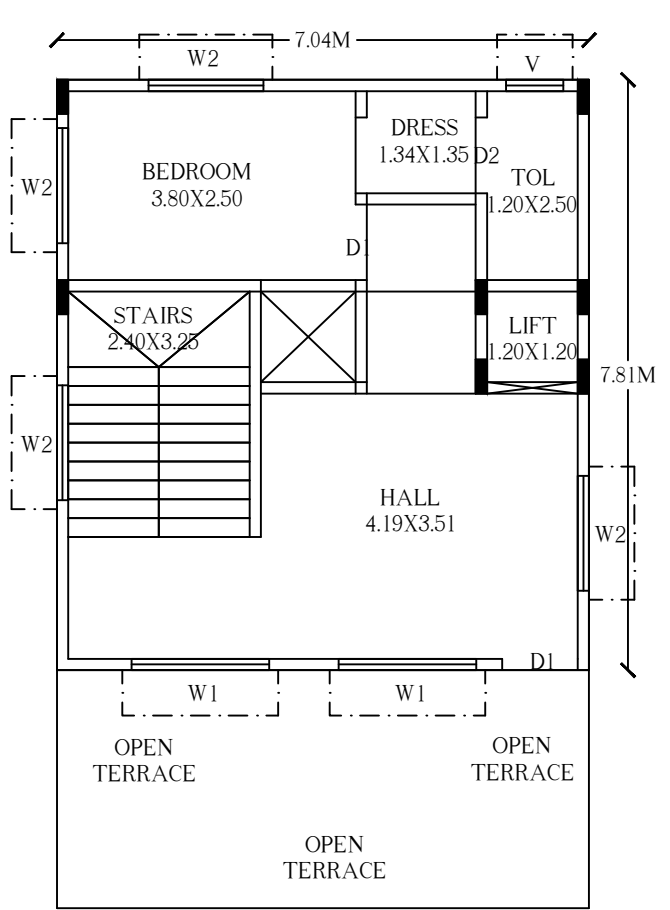 7.04M
W2
V
DRESS
1.34X1.35
D2
BEDROOM
3.80X2.50
TOL
1.20X2.50
W2
D1
STAIRS
2.40X3.25
LIFT
1.20X1.20
7.81M
W2
HALL
4.19X3.51
W2
D1
W1
W1
OPEN
TERRACE
OPEN
TERRACE
OPEN
TERRACE